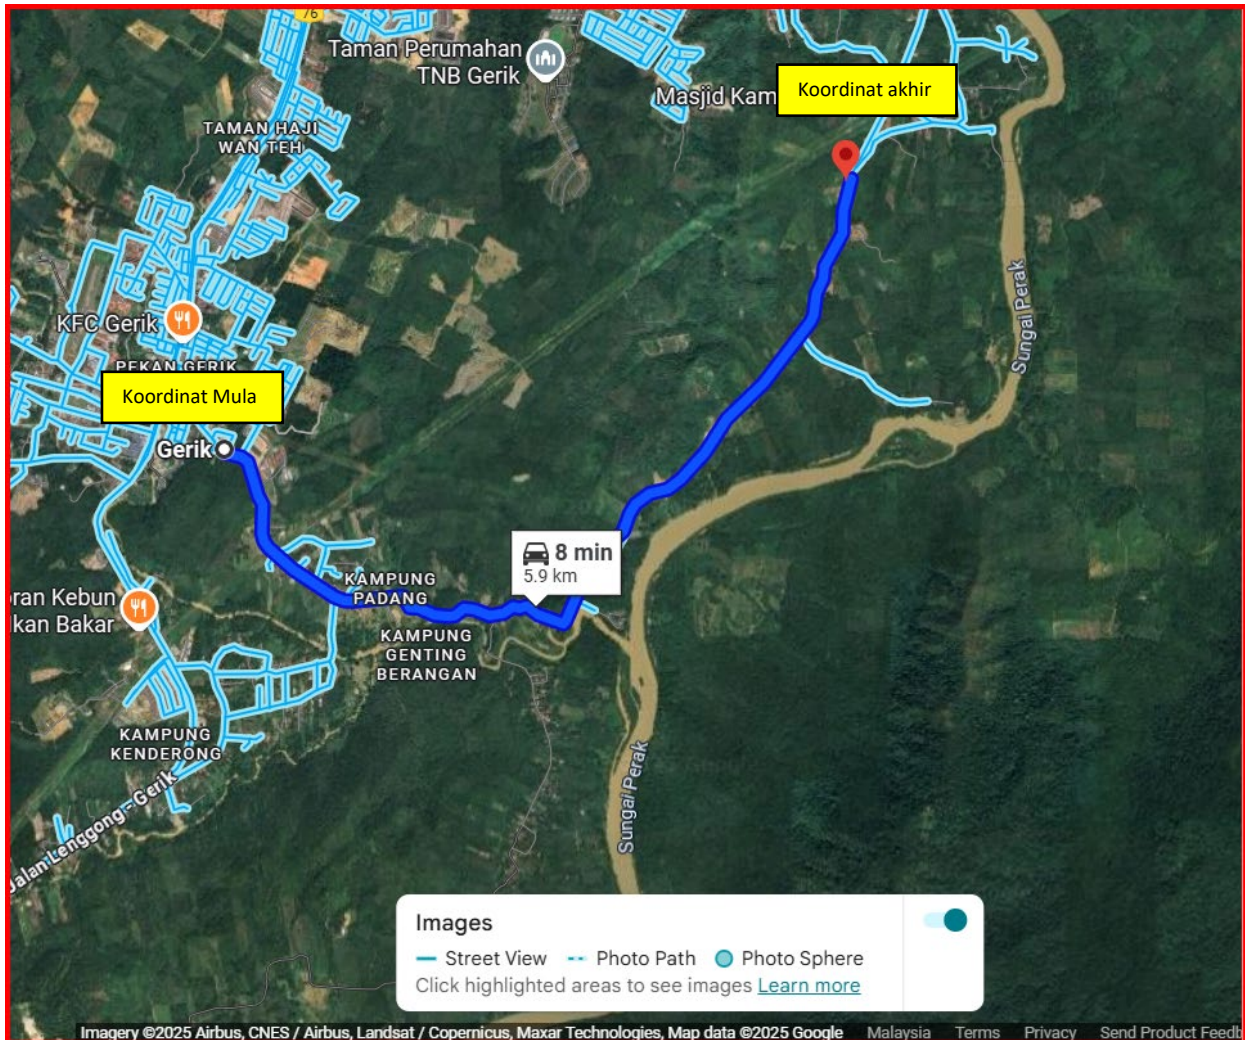 76
Taman Perumahan
TNB Gerik
Masjid Kam
Koordinat akhir
TAMAN HAJI
WAN TEH
KFC Gerik
PEKAN GERIK
Koordinat Mula
Gerik
Sungai Perak
8 min
5.9 km
KAMPUNG
PADANG
KAMPUNG
GENTING
BERANGAN
oran Kebun
kan Bakar
KAMPUNG
KENDERONG
Jalan Lenggong - Gerik
Sungai Perak
Images
Street View
Photo Path
Photo Sphere
Click highlighted areas to see images Learn more
Imagery ©2025 Airbus, CNES / Airbus, Landsat / Copernicus, Maxar Technologies, Map data ©2025 Google Malaysia Terms Privacy Send Product Feedb